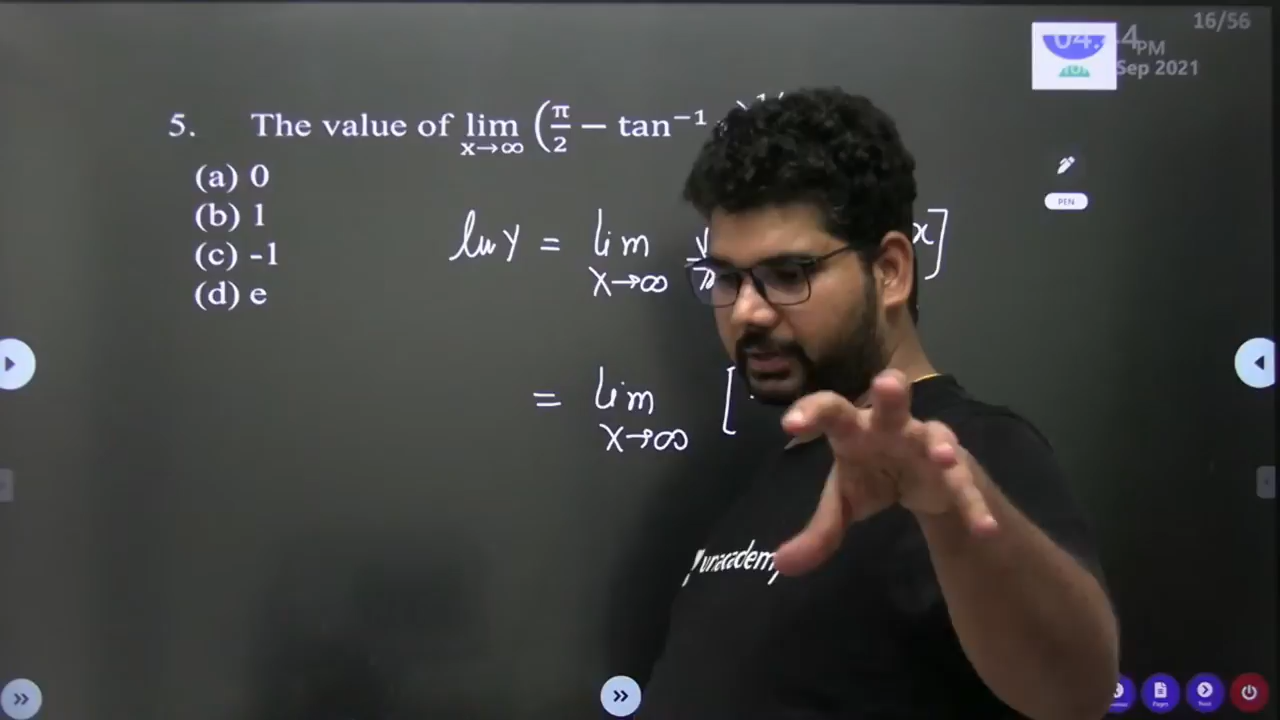 16/56
PM
Sep 2021
5. The value of lim x→∞ (π/2 − tan⁻¹
(a) 0
(b) 1
(c) -1
(d) e
PEN
ln Y = lim x→∞ x]
= lim x→∞ [
unacademy